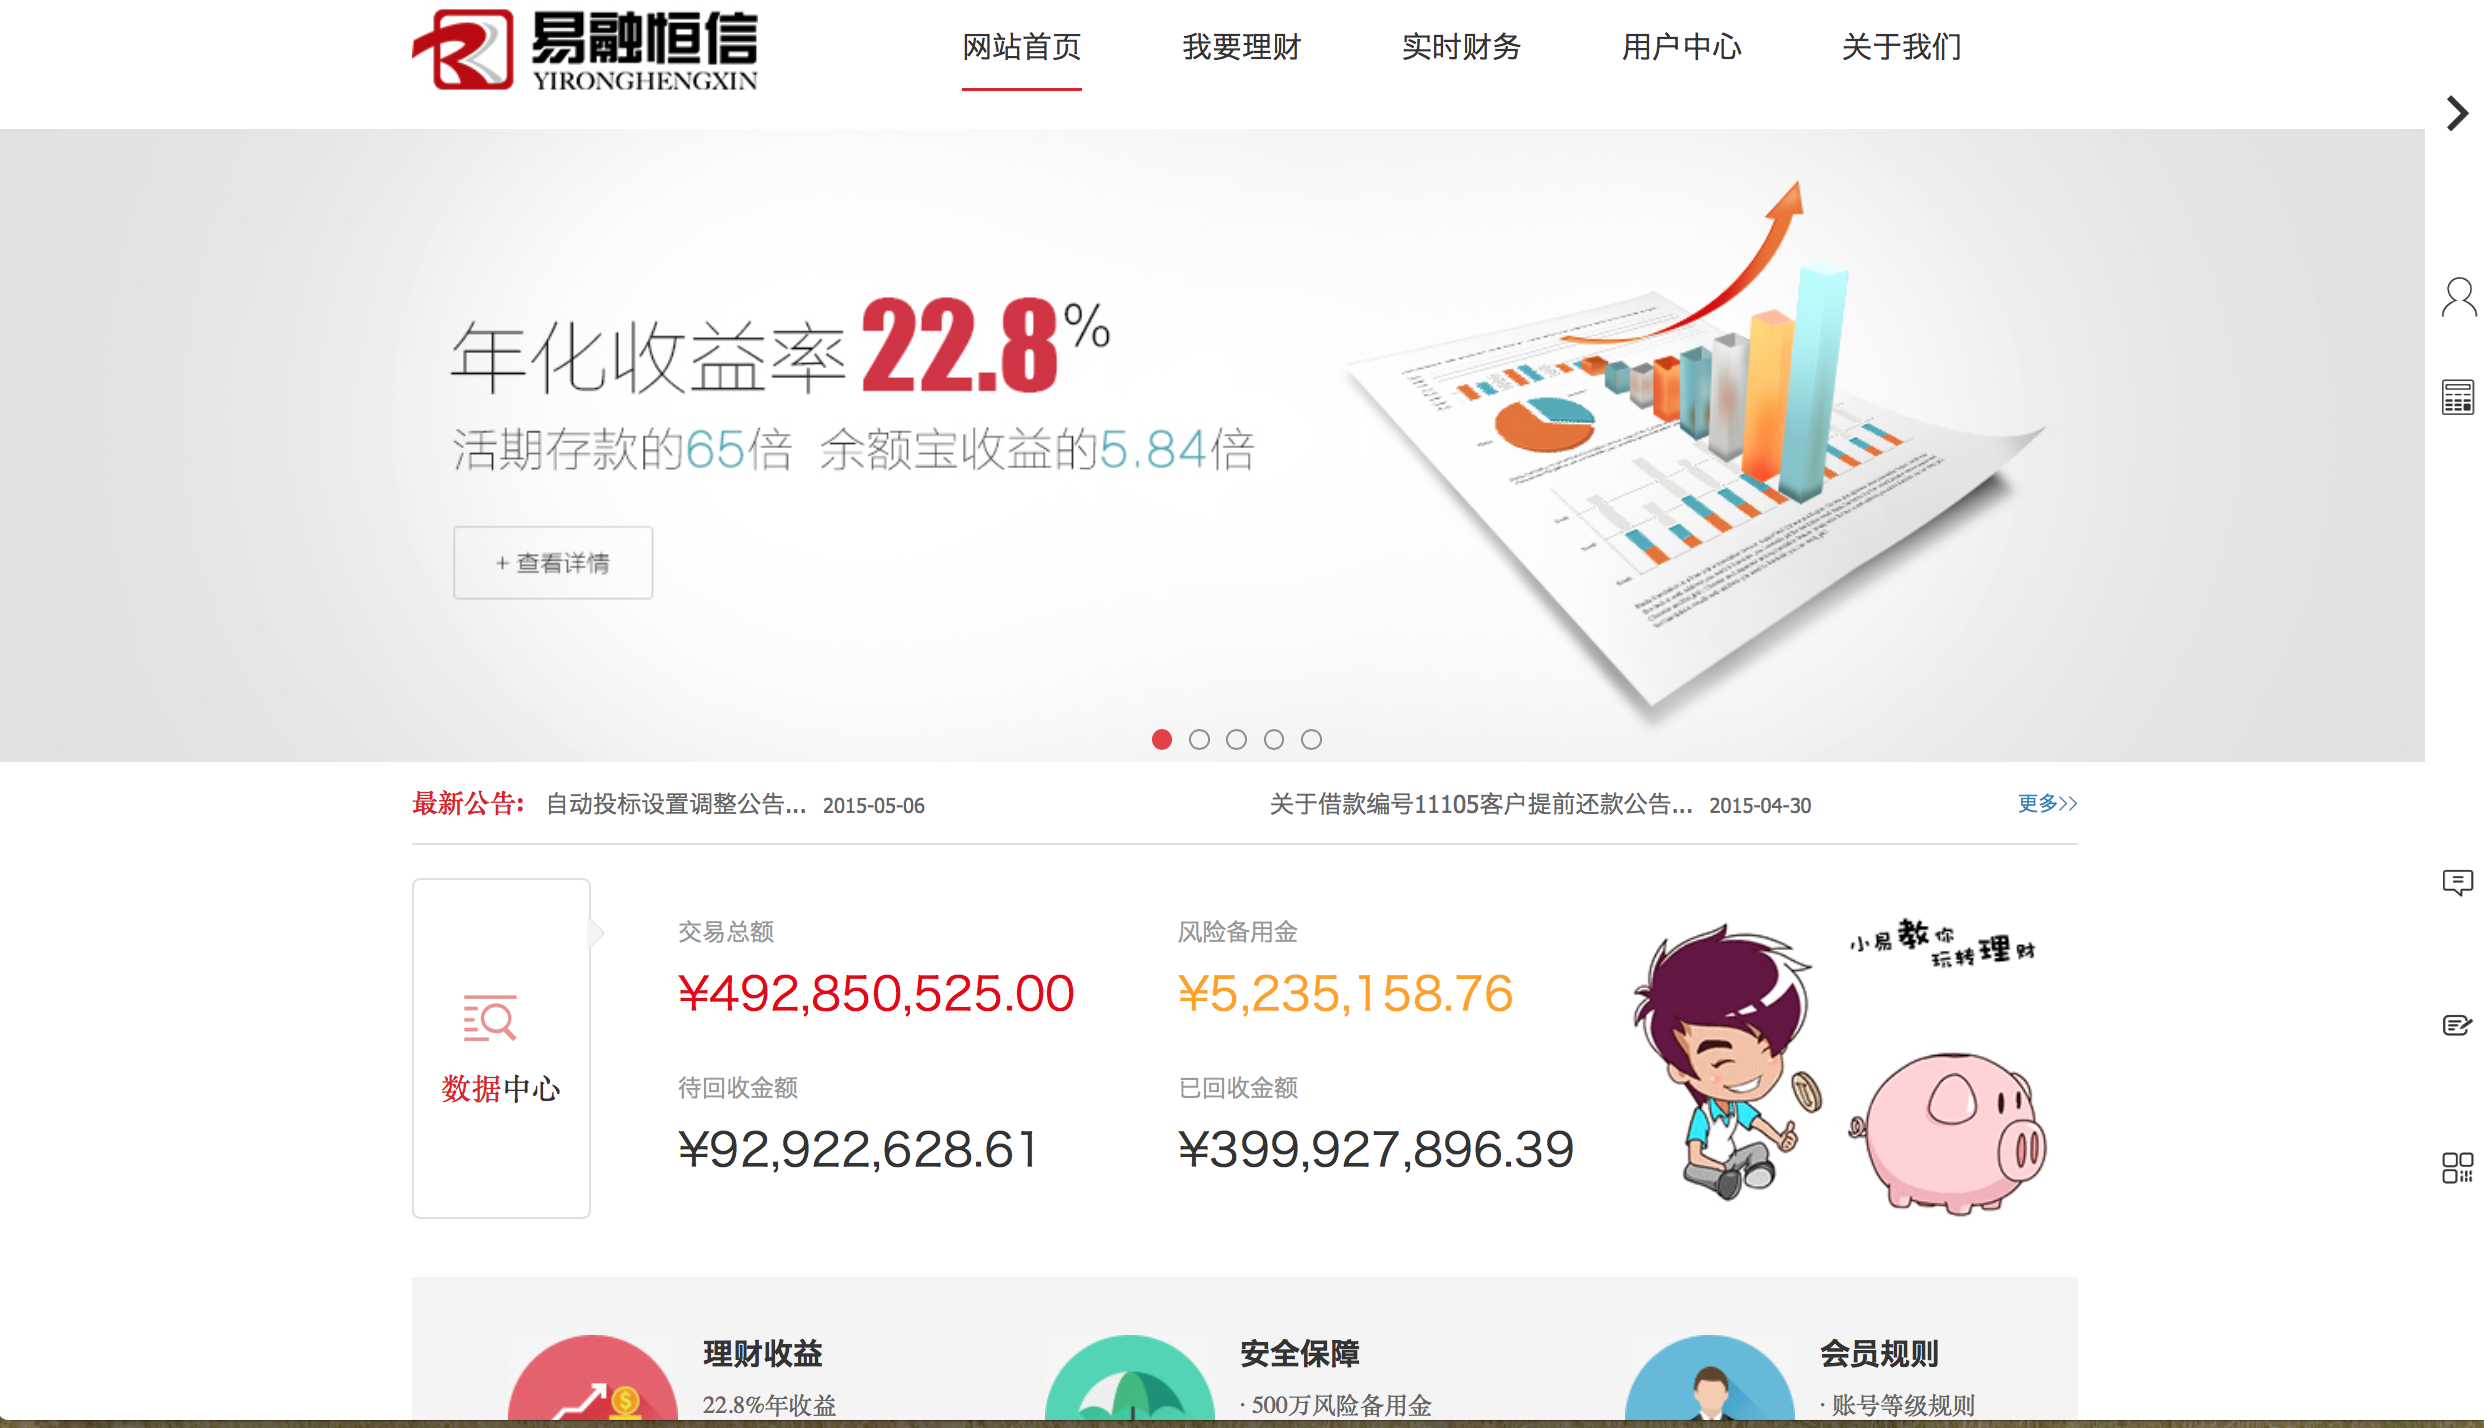 易融恒信
YIRONGHENGXIN
网站首页 我要理财 实时财务 用户中心 关于我们
年化收益率22.8%
活期存款的65倍 余额宝收益的5.84倍
+ 查看详情
最新公告: 自动投标设置调整公告... 2015-05-06 关于借款编号11105客户提前还款公告... 2015-04-30 更多>>
数据中心
交易总额
¥492,850,525.00
风险备用金
¥5,235,158.76
待回收金额
¥92,922,628.61
已回收金额
¥399,927,896.39
小易教你
玩转理财
理财收益
22.8%年收益
安全保障
· 500万风险备用金
会员规则
· 账号等级规则